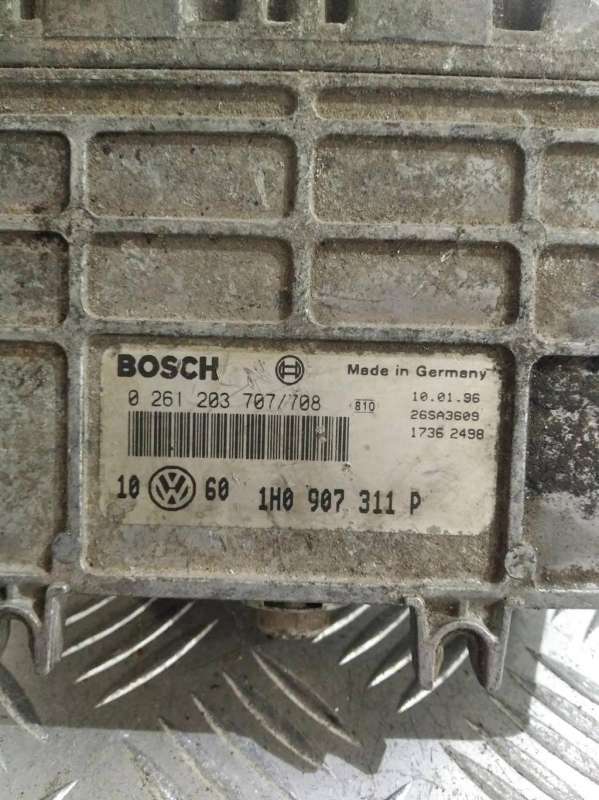 BOSCH Made in Germany
0 261 203 707/708 810 10.01.96
26SA3609
1736 2498
10 VW 60 1H0 907 311 P